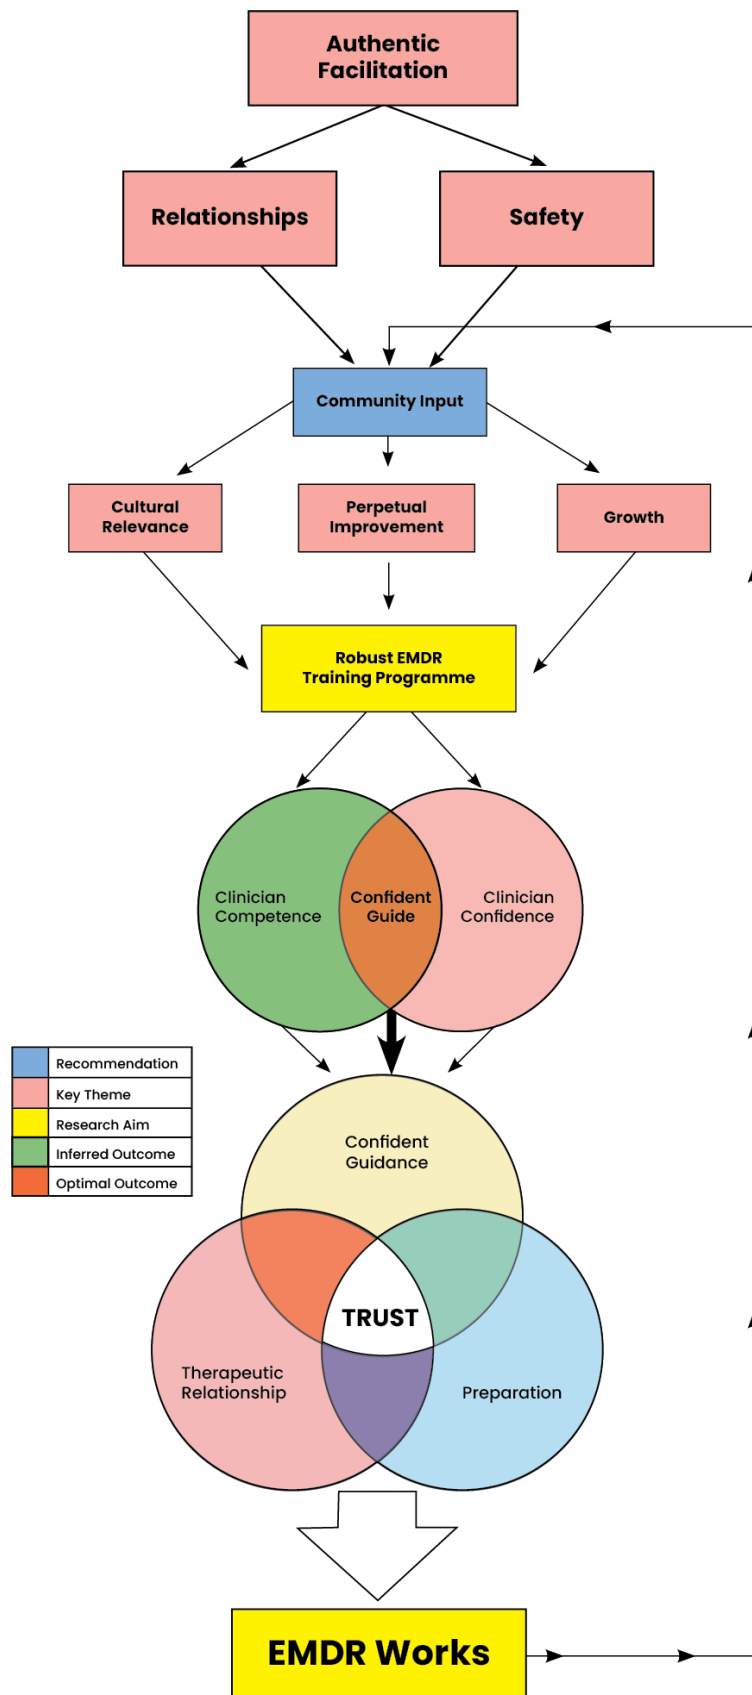 Authentic
Facilitation
Relationships
Safety
Community Input
Cultural
Relevance
Perpetual
Improvement
Growth
Robust EMDR
Training Programme
Clinician
Competence
Confident
Guide
Clinician
Confidence
Recommendation
Key Theme
Research Aim
Inferred Outcome
Optimal Outcome
Confident
Guidance
TRUST
Therapeutic
Relationship
Preparation
EMDR Works